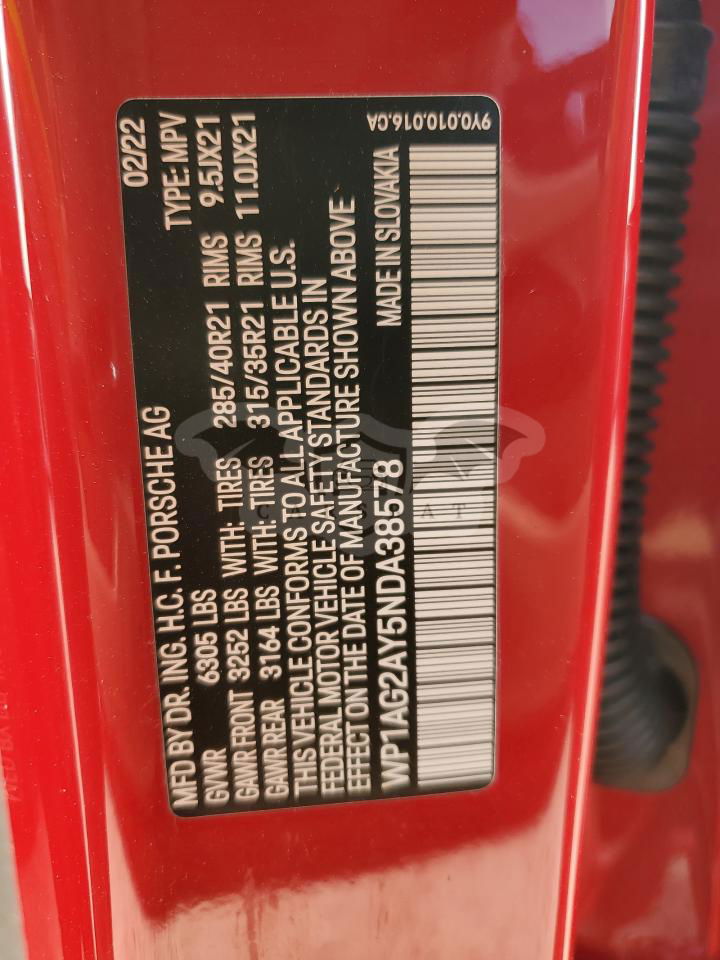 MFD BY DR. ING. H.C. F. PORSCHE AG 02/22
GVWR 6305 LBS TYPE: MPV
GAWR FRONT 3252 LBS WITH: TIRES 285/40R21 RIMS 9.5JX21
GAWR REAR 3164 LBS WITH: TIRES 315/35R21 RIMS 11.0JX21
THIS VEHICLE CONFORMS TO ALL APPLICABLE U.S.
FEDERAL MOTOR VEHICLE SAFETY STANDARDS IN
EFFECT ON THE DATE OF MANUFACTURE SHOWN ABOVE
WP1AG2AY5NDA38578 MADE IN SLOVAKIA
9Y0.010.016.CA